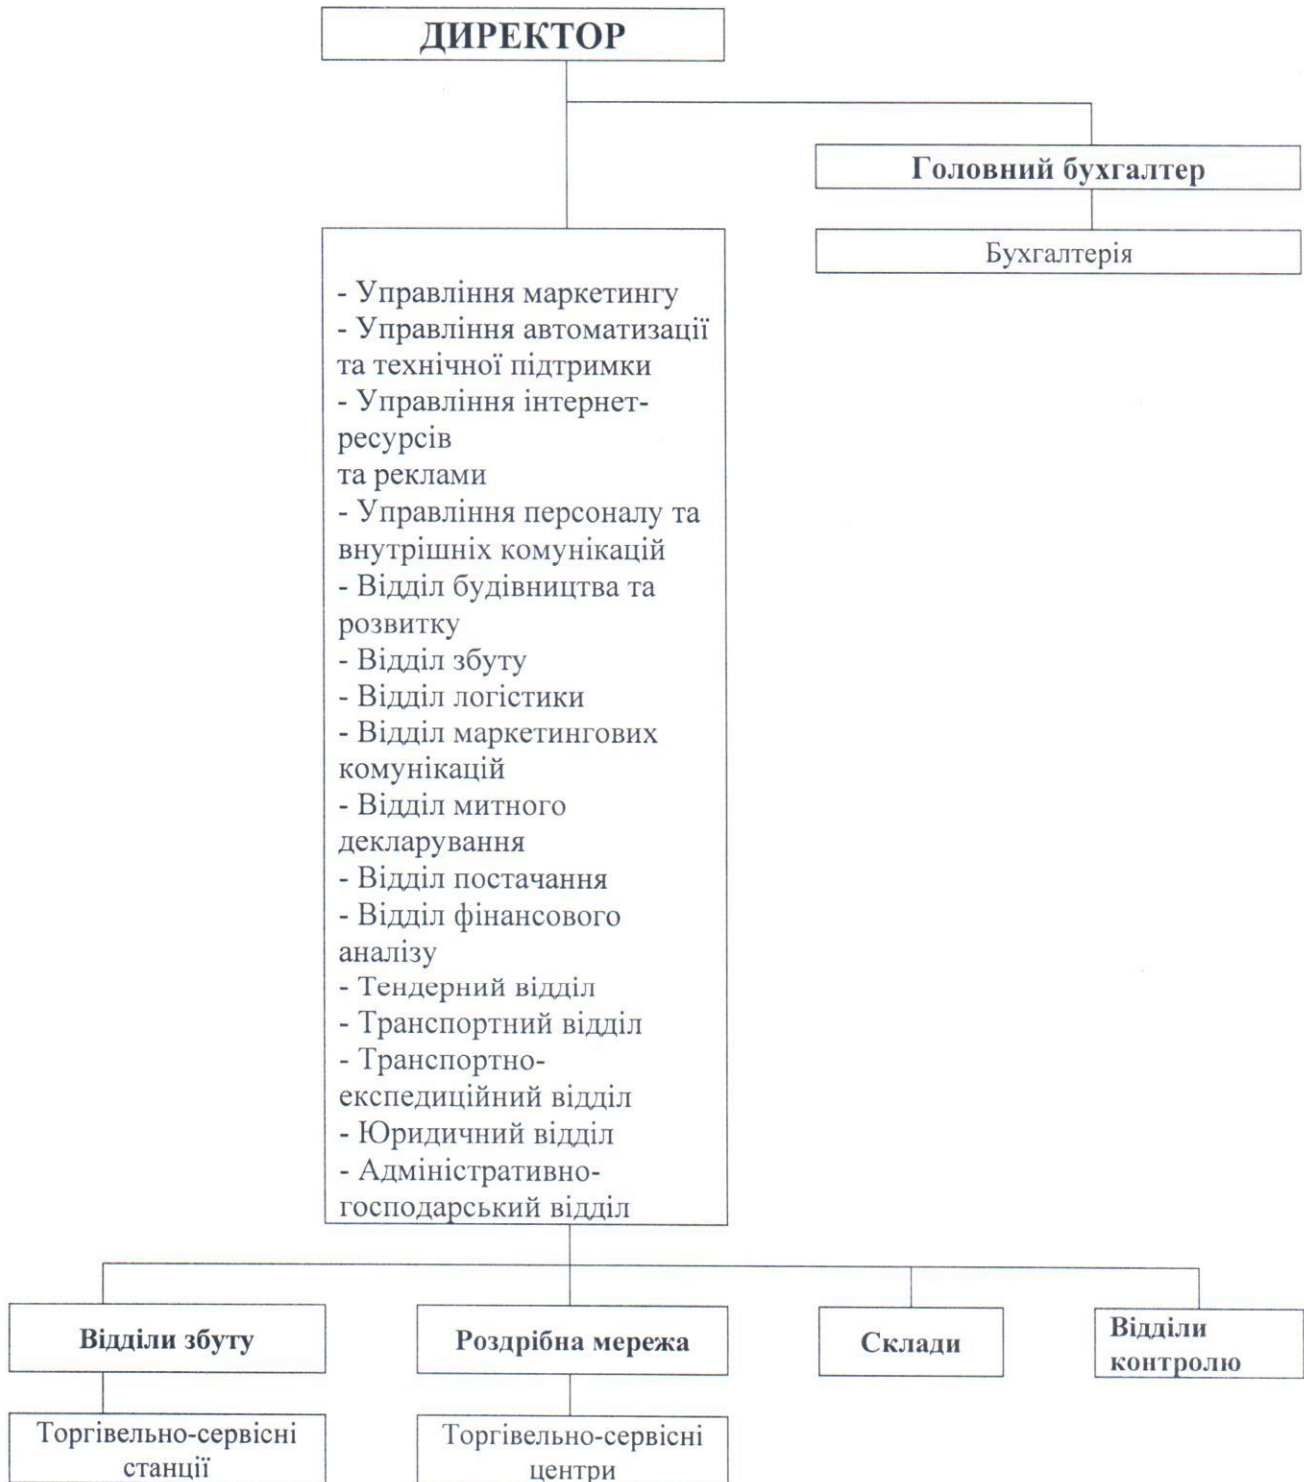 ДИРЕКТОР
Головний бухгалтер
Бухгалтерія
- Управління маркетингу
- Управління автоматизації
та технічної підтримки
- Управління інтернет-
ресурсів
та реклами
- Управління персоналу та
внутрішніх комунікацій
- Відділ будівництва та
розвитку
- Відділ збуту
- Відділ логістики
- Відділ маркетингових
комунікацій
- Відділ митного
декларування
- Відділ постачання
- Відділ фінансового
аналізу
- Тендерний відділ
- Транспортний відділ
- Транспортно-
експедиційний відділ
- Юридичний відділ
- Адміністративно-
господарський відділ
Відділи збуту
Роздрібна мережа
Склади
Відділи
контролю
Торгівельно-сервісні
станції
Торгівельно-сервісні
центри